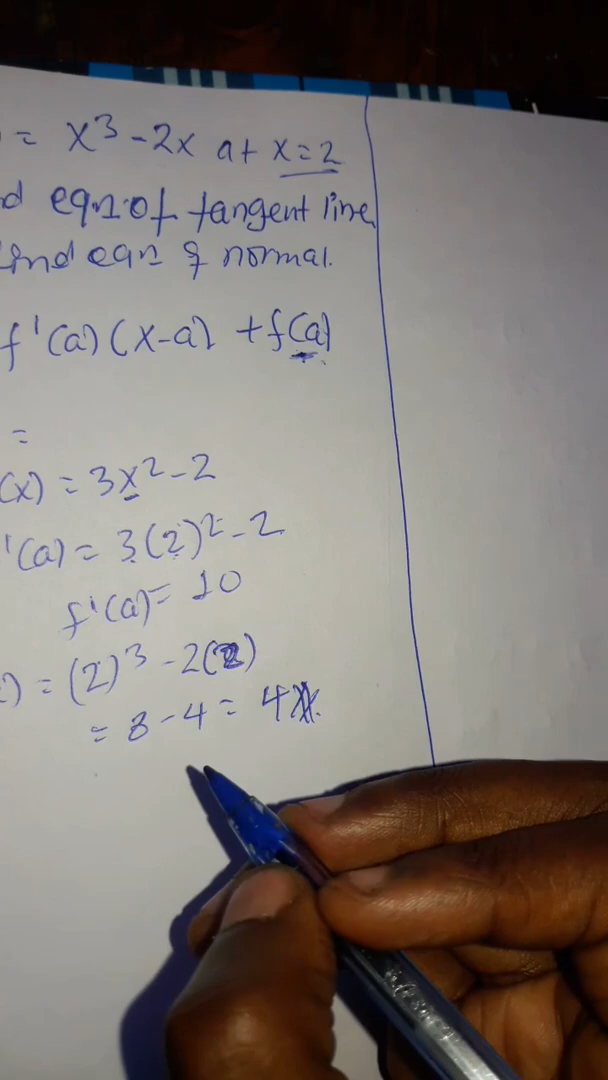 = x³ - 2x at x = 2
eqn of tangent line
find eqn of normal.
f'(a)(x-a) + f(a)
=
(x) = 3x² - 2
'(a) = 3(2)² - 2
f'(a) = 10
) = (2)³ - 2(2)
= 8 - 4 = 4